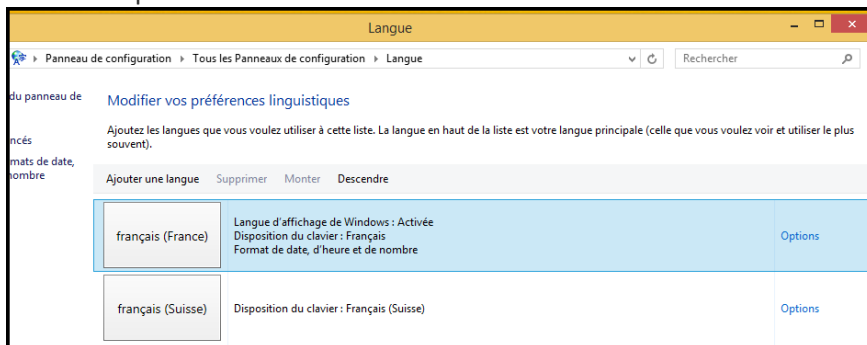 Langue
Panneau de configuration Tous les Panneaux de configuration Langue
Rechercher
du panneau de
ncés
mats de date,
nombre
Modifier vos préférences linguistiques
Ajoutez les langues que vous voulez utiliser à cette liste. La langue en haut de la liste est votre langue principale (celle que vous voulez voir et utiliser le plus
souvent).
Ajouter une langue Supprimer Monter Descendre
français (France)
Langue d'affichage de Windows : Activée
Disposition du clavier : Français
Format de date, d'heure et de nombre
Options
français (Suisse)
Disposition du clavier : Français (Suisse)
Options